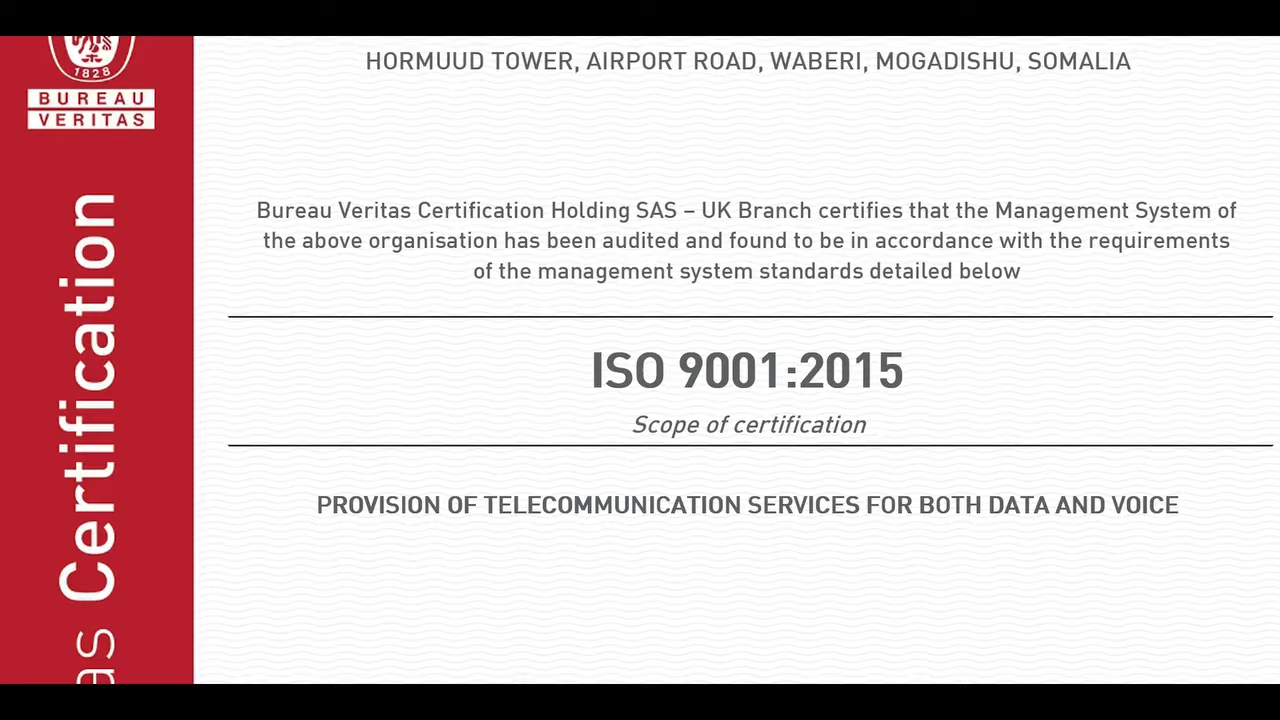 HORMUUD TOWER, AIRPORT ROAD, WABERI, MOGADISHU, SOMALIA
1828
BUREAU
VERITAS
Bureau Veritas Certification Holding SAS – UK Branch certifies that the Management System of
the above organisation has been audited and found to be in accordance with the requirements
of the management system standards detailed below
ISO 9001:2015
Scope of certification
PROVISION OF TELECOMMUNICATION SERVICES FOR BOTH DATA AND VOICE
as Certification